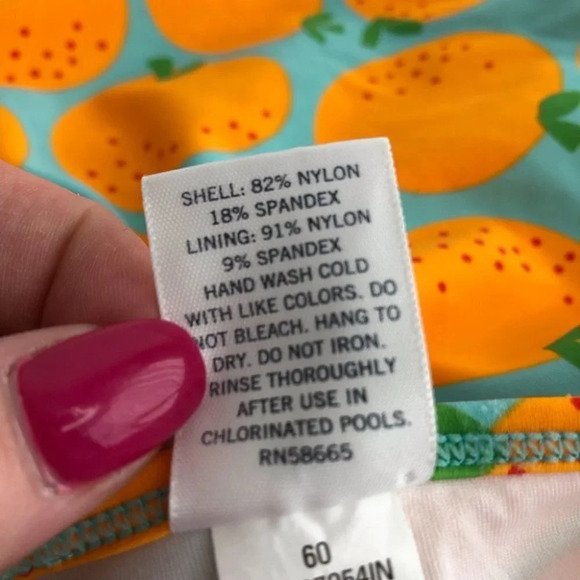 SHELL: 82% NYLON
18% SPANDEX
LINING: 91% NYLON
9% SPANDEX
HAND WASH COLD
WITH LIKE COLORS. DO
NOT BLEACH. HANG TO
DRY. DO NOT IRON.
RINSE THOROUGHLY
AFTER USE IN
CHLORINATED POOLS.
RN58665
60